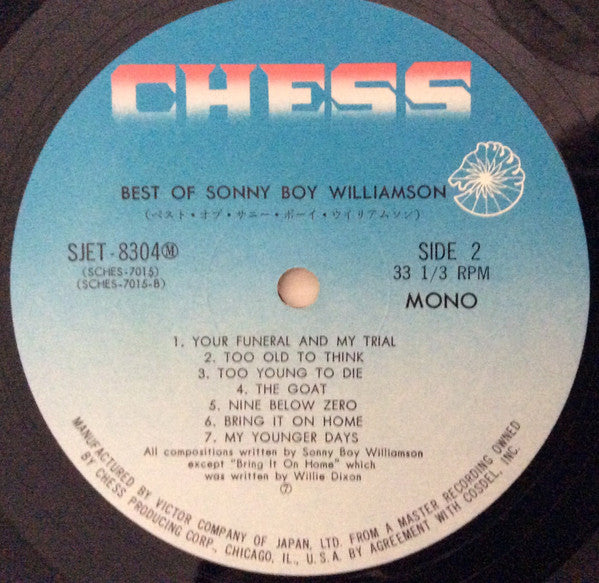 CHESS
BEST OF SONNY BOY WILLIAMSON
(ベスト・オブ・サニー・ボーイ・ウイリアムソン)
SJET-8304Ⓜ
(SCHES-7015)
(SCHES-7015-B)
SIDE 2
33 1/3 RPM
MONO
1. YOUR FUNERAL AND MY TRIAL
2. TOO OLD TO THINK
3. TOO YOUNG TO DIE
4. THE GOAT
5. NINE BELOW ZERO
6. BRING IT ON HOME
7. MY YOUNGER DAYS
All compositions written by Sonny Boy Williamson
except "Bring It On Home" which
was written by Willie Dixon
⑦
MANUFACTURED BY VICTOR COMPANY OF JAPAN, LTD. FROM A MASTER RECORDING OWNED
BY CHESS PRODUCING CORP., CHICAGO, IL., U.S.A. BY AGREEMENT WITH COSDEL, INC.